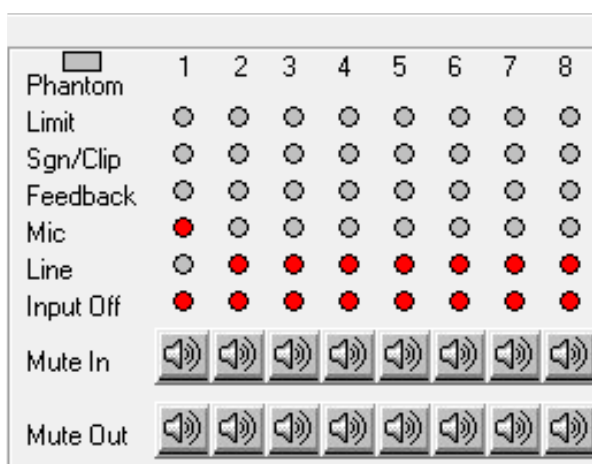 1 2 3 4 5 6 7 8
Phantom
Limit
Sgn/Clip
Feedback
Mic
Line
Input Off
Mute In
Mute Out